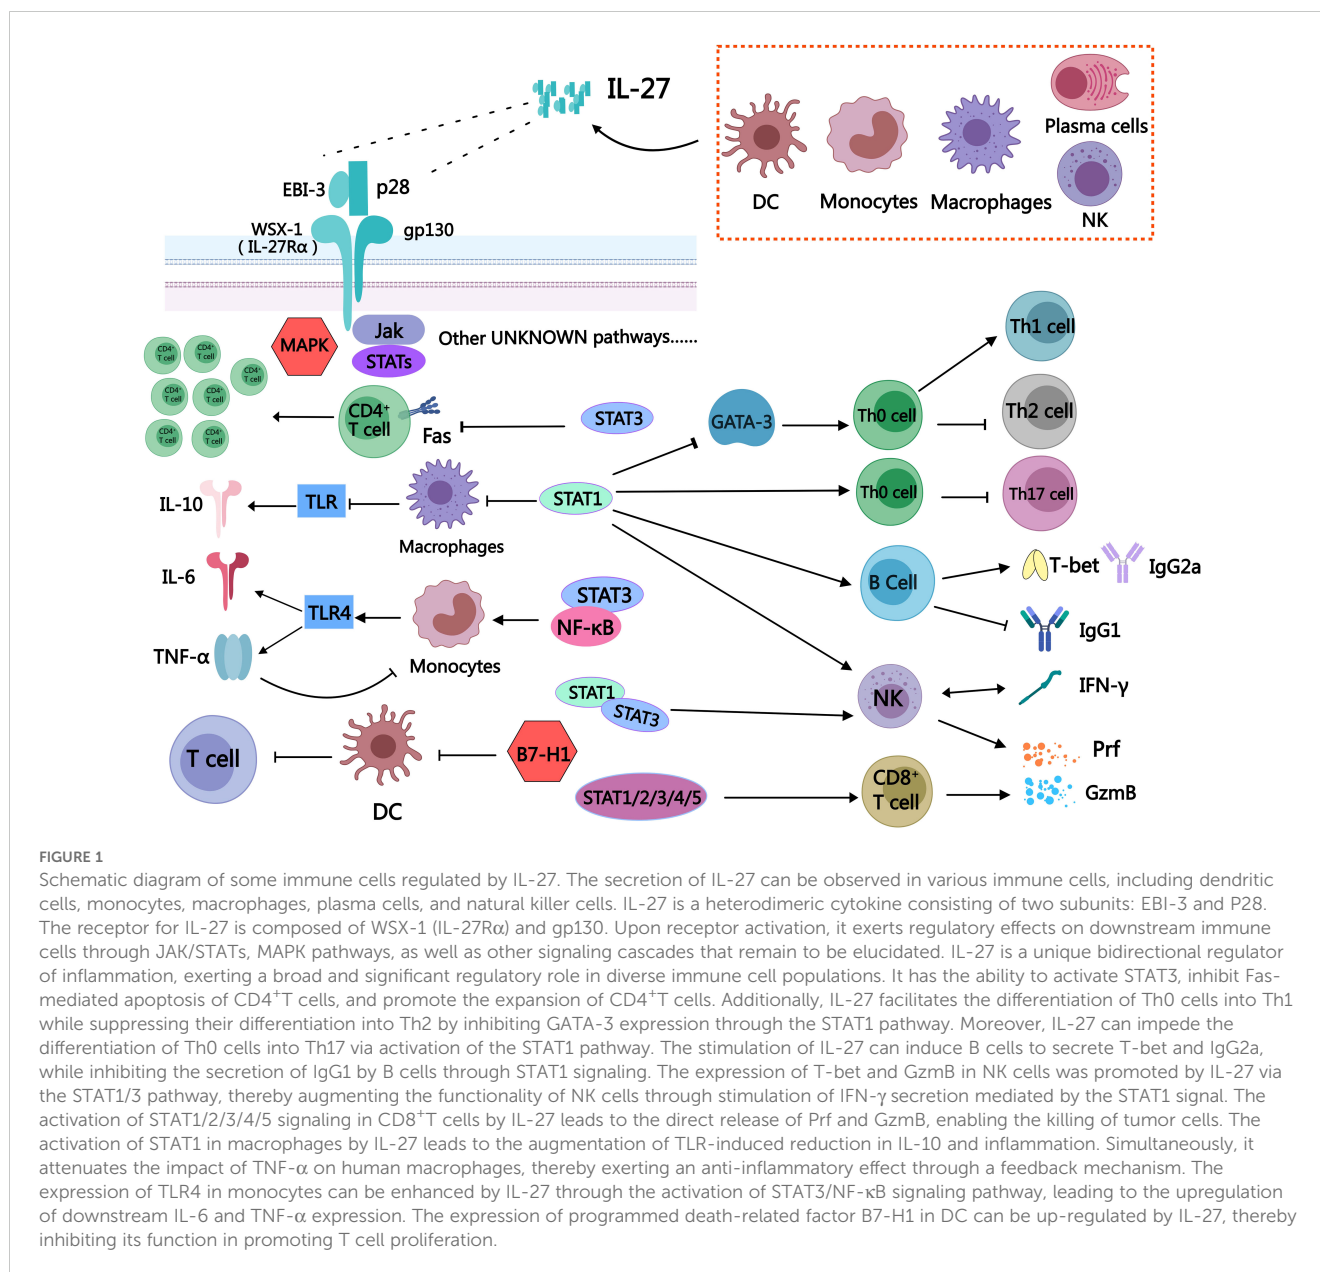 IL-27
Plasma cells
DC
Monocytes
Macrophages
NK
EBI-3
p28
WSX-1
( IL-27Rα )
gp130
MAPK
Jak
STATs
Other UNKNOWN pathways......
CD4⁺
T cell
CD4⁺
T cell
CD4⁺
T cell
CD4⁺
T cell
CD4⁺
T cell
CD4⁺
T cell
CD4⁺
T cell
CD4⁺
T cell
Fas
STAT3
GATA-3
Th0 cell
Th1 cell
Th2 cell
IL-10
TLR
Macrophages
STAT1
Th0 cell
Th17 cell
IL-6
TNF-α
TLR4
Monocytes
STAT3
NF-κB
B Cell
T-bet
IgG2a
IgG1
STAT1
STAT3
NK
IFN-γ
Prf
GzmB
T cell
DC
B7-H1
STAT1/2/3/4/5
CD8⁺
T cell
FIGURE 1
Schematic diagram of some immune cells regulated by IL-27. The secretion of IL-27 can be observed in various immune cells, including dendritic
cells, monocytes, macrophages, plasma cells, and natural killer cells. IL-27 is a heterodimeric cytokine consisting of two subunits: EBI-3 and P28.
The receptor for IL-27 is composed of WSX-1 (IL-27Rα) and gp130. Upon receptor activation, it exerts regulatory effects on downstream immune
cells through JAK/STATs, MAPK pathways, as well as other signaling cascades that remain to be elucidated. IL-27 is a unique bidirectional regulator
of inflammation, exerting a broad and significant regulatory role in diverse immune cell populations. It has the ability to activate STAT3, inhibit Fas-
mediated apoptosis of CD4⁺T cells, and promote the expansion of CD4⁺T cells. Additionally, IL-27 facilitates the differentiation of Th0 cells into Th1
while suppressing their differentiation into Th2 by inhibiting GATA-3 expression through the STAT1 pathway. Moreover, IL-27 can impede the
differentiation of Th0 cells into Th17 via activation of the STAT1 pathway. The stimulation of IL-27 can induce B cells to secrete T-bet and IgG2a,
while inhibiting the secretion of IgG1 by B cells through STAT1 signaling. The expression of T-bet and GzmB in NK cells was promoted by IL-27 via
the STAT1/3 pathway, thereby augmenting the functionality of NK cells through stimulation of IFN-γ secretion mediated by the STAT1 signal. The
activation of STAT1/2/3/4/5 signaling in CD8⁺T cells by IL-27 leads to the direct release of Prf and GzmB, enabling the killing of tumor cells. The
activation of STAT1 in macrophages by IL-27 leads to the augmentation of TLR-induced reduction in IL-10 and inflammation. Simultaneously, it
attenuates the impact of TNF-α on human macrophages, thereby exerting an anti-inflammatory effect through a feedback mechanism. The
expression of TLR4 in monocytes can be enhanced by IL-27 through the activation of STAT3/NF-κB signaling pathway, leading to the upregulation
of downstream IL-6 and TNF-α expression. The expression of programmed death-related factor B7-H1 in DC can be up-regulated by IL-27, thereby
inhibiting its function in promoting T cell proliferation.